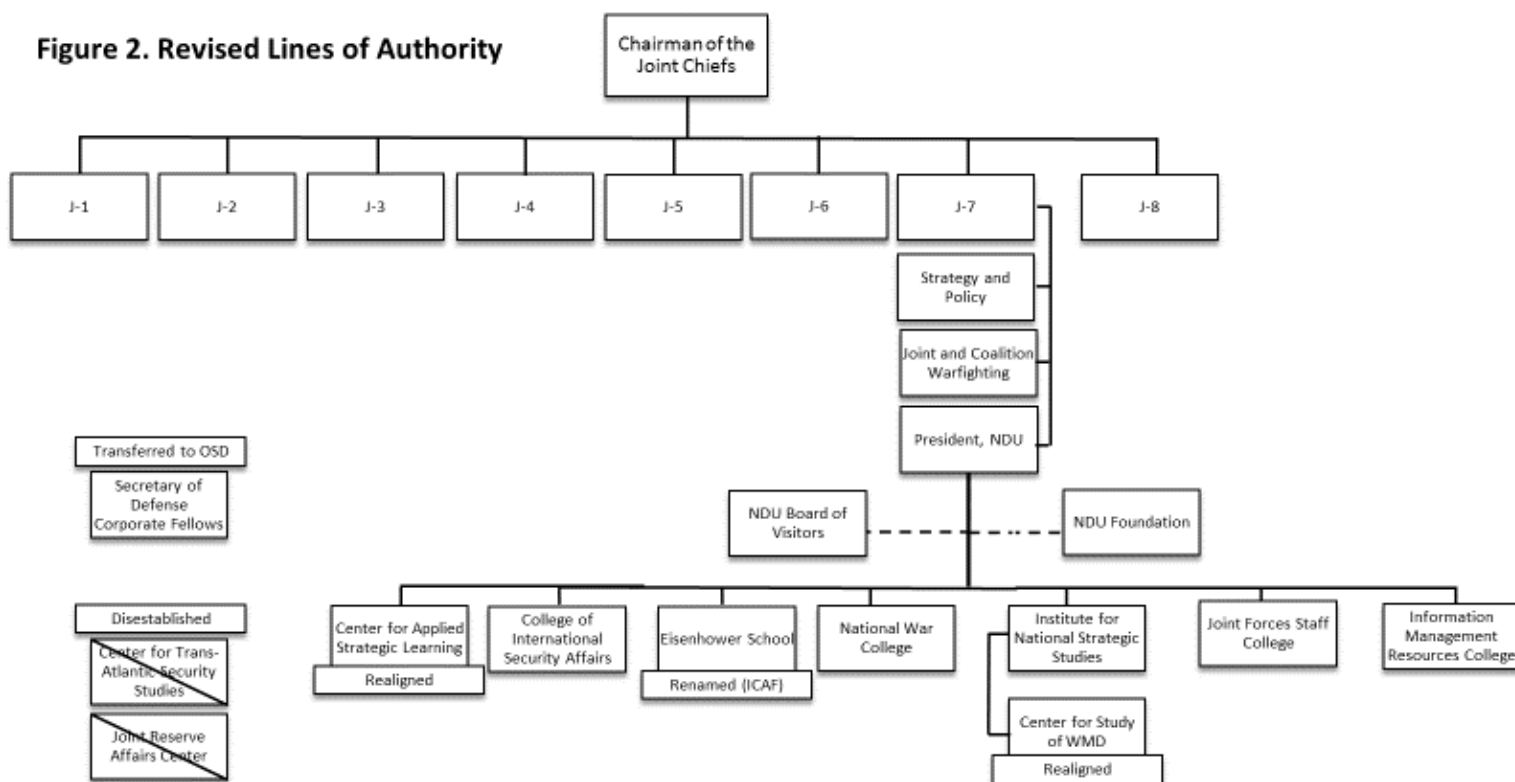 Figure 2. Revised Lines of Authority
Chairman of the
Joint Chiefs
J-1
J-2
J-3
J-4
J-5
J-6
J-7
J-8
Strategy and
Policy
Joint and Coalition
Warfighting
President, NDU
Transferred to OSD
Secretary of
Defense
Corporate Fellows
NDU Board of
Visitors
NDU Foundation
Disestablished
Center for Trans-
Atlantic Security
Studies
Joint Reserve
Affairs Center
Center for Applied
Strategic Learning
Realigned
College of
International
Security Affairs
Eisenhower School
Renamed (ICAF)
National War
College
Institute for
National Strategic
Studies
Center for Study
of WMD
Realigned
Joint Forces Staff
College
Information
Management
Resources College